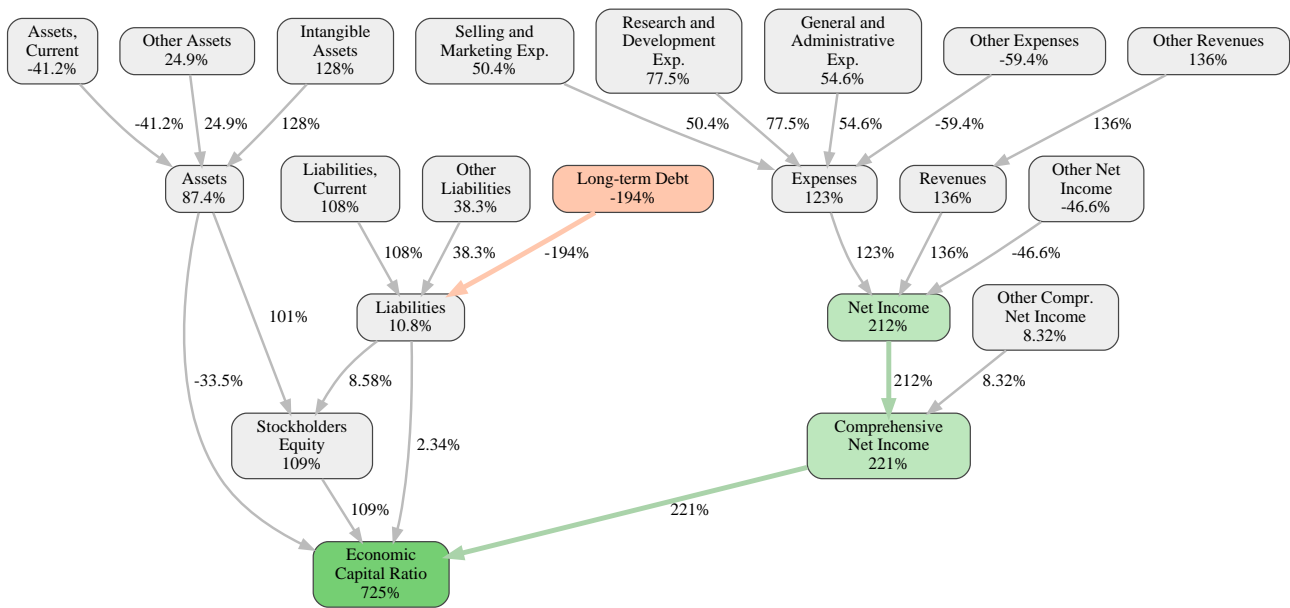 Assets,
Current
-41.2%
Other Assets
24.9%
Intangible
Assets
128%
Selling and
Marketing Exp.
50.4%
Research and
Development
Exp.
77.5%
General and
Administrative
Exp.
54.6%
Other Expenses
-59.4%
Other Revenues
136%
-41.2%
24.9%
128%
50.4%
77.5%
54.6%
-59.4%
136%
Assets
87.4%
Liabilities,
Current
108%
Other
Liabilities
38.3%
Long-term Debt
-194%
Expenses
123%
Revenues
136%
Other Net
Income
-46.6%
108%
38.3%
-194%
123%
136%
-46.6%
101%
Liabilities
10.8%
Net Income
212%
Other Compr.
Net Income
8.32%
-33.5%
8.58%
212%
8.32%
Stockholders
Equity
109%
2.34%
Comprehensive
Net Income
221%
109%
221%
Economic
Capital Ratio
725%